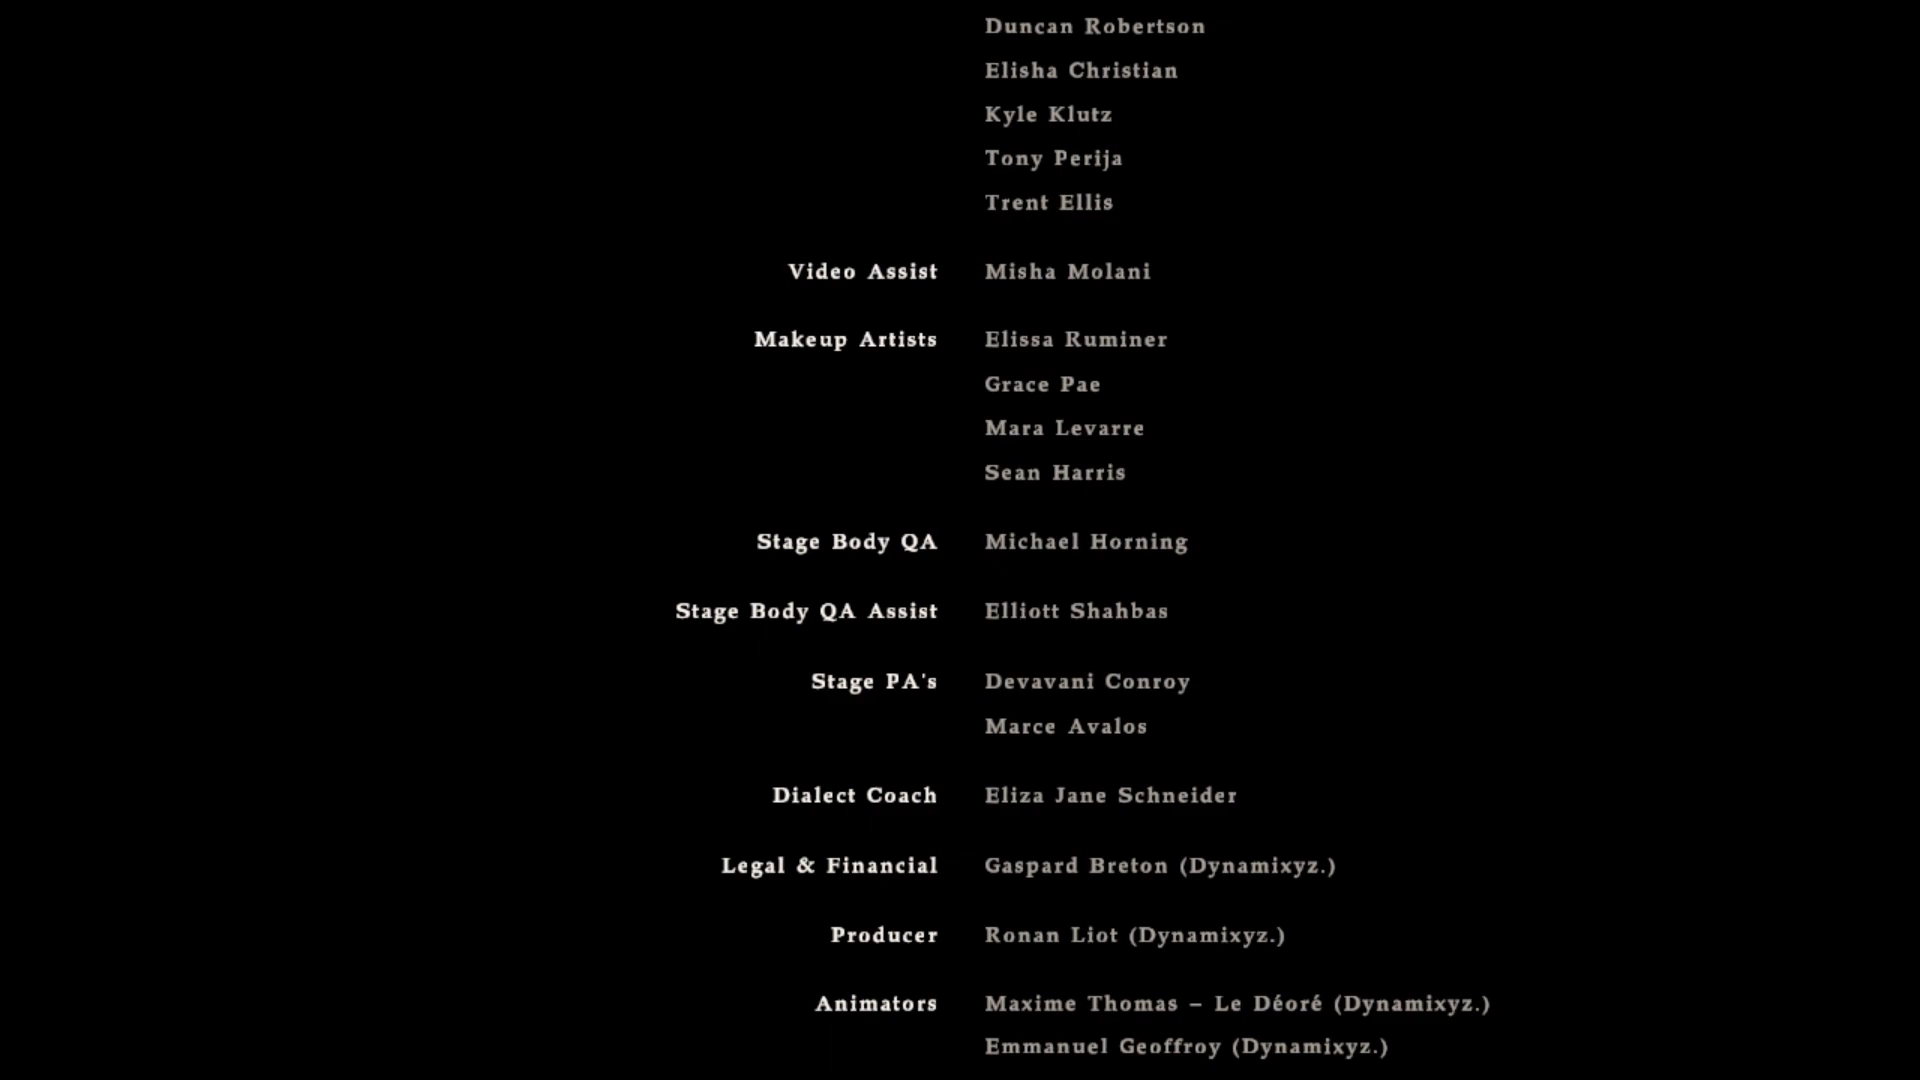 Duncan Robertson
Elisha Christian
Kyle Klutz
Tony Perija
Trent Ellis
Video Assist Misha Molani
Makeup Artists Elissa Ruminer
Grace Pae
Mara Levarre
Sean Harris
Stage Body QA Michael Horning
Stage Body QA Assist Elliott Shahbas
Stage PA's Devavani Conroy
Marce Avalos
Dialect Coach Eliza Jane Schneider
Legal & Financial Gaspard Breton (Dynamixyz.)
Producer Ronan Liot (Dynamixyz.)
Animators Maxime Thomas – Le Déoré (Dynamixyz.)
Emmanuel Geoffroy (Dynamixyz.)